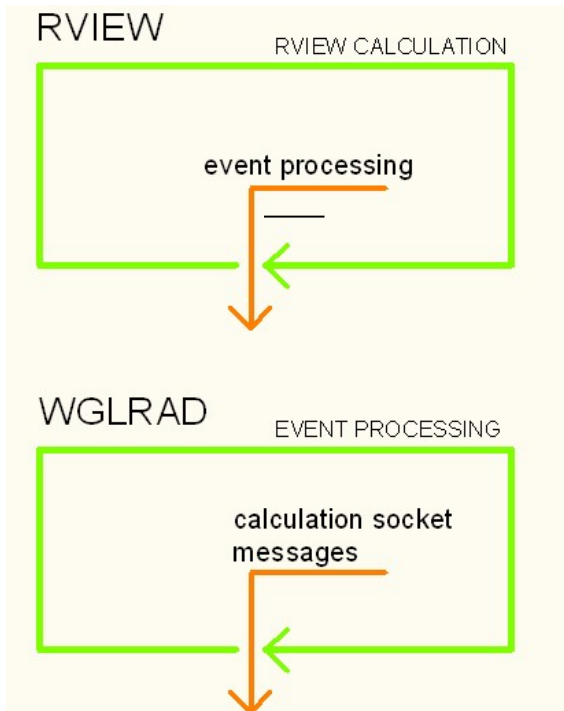 RVIEW
RVIEW CALCULATION
event processing
WGLRAD
EVENT PROCESSING
calculation socket
messages